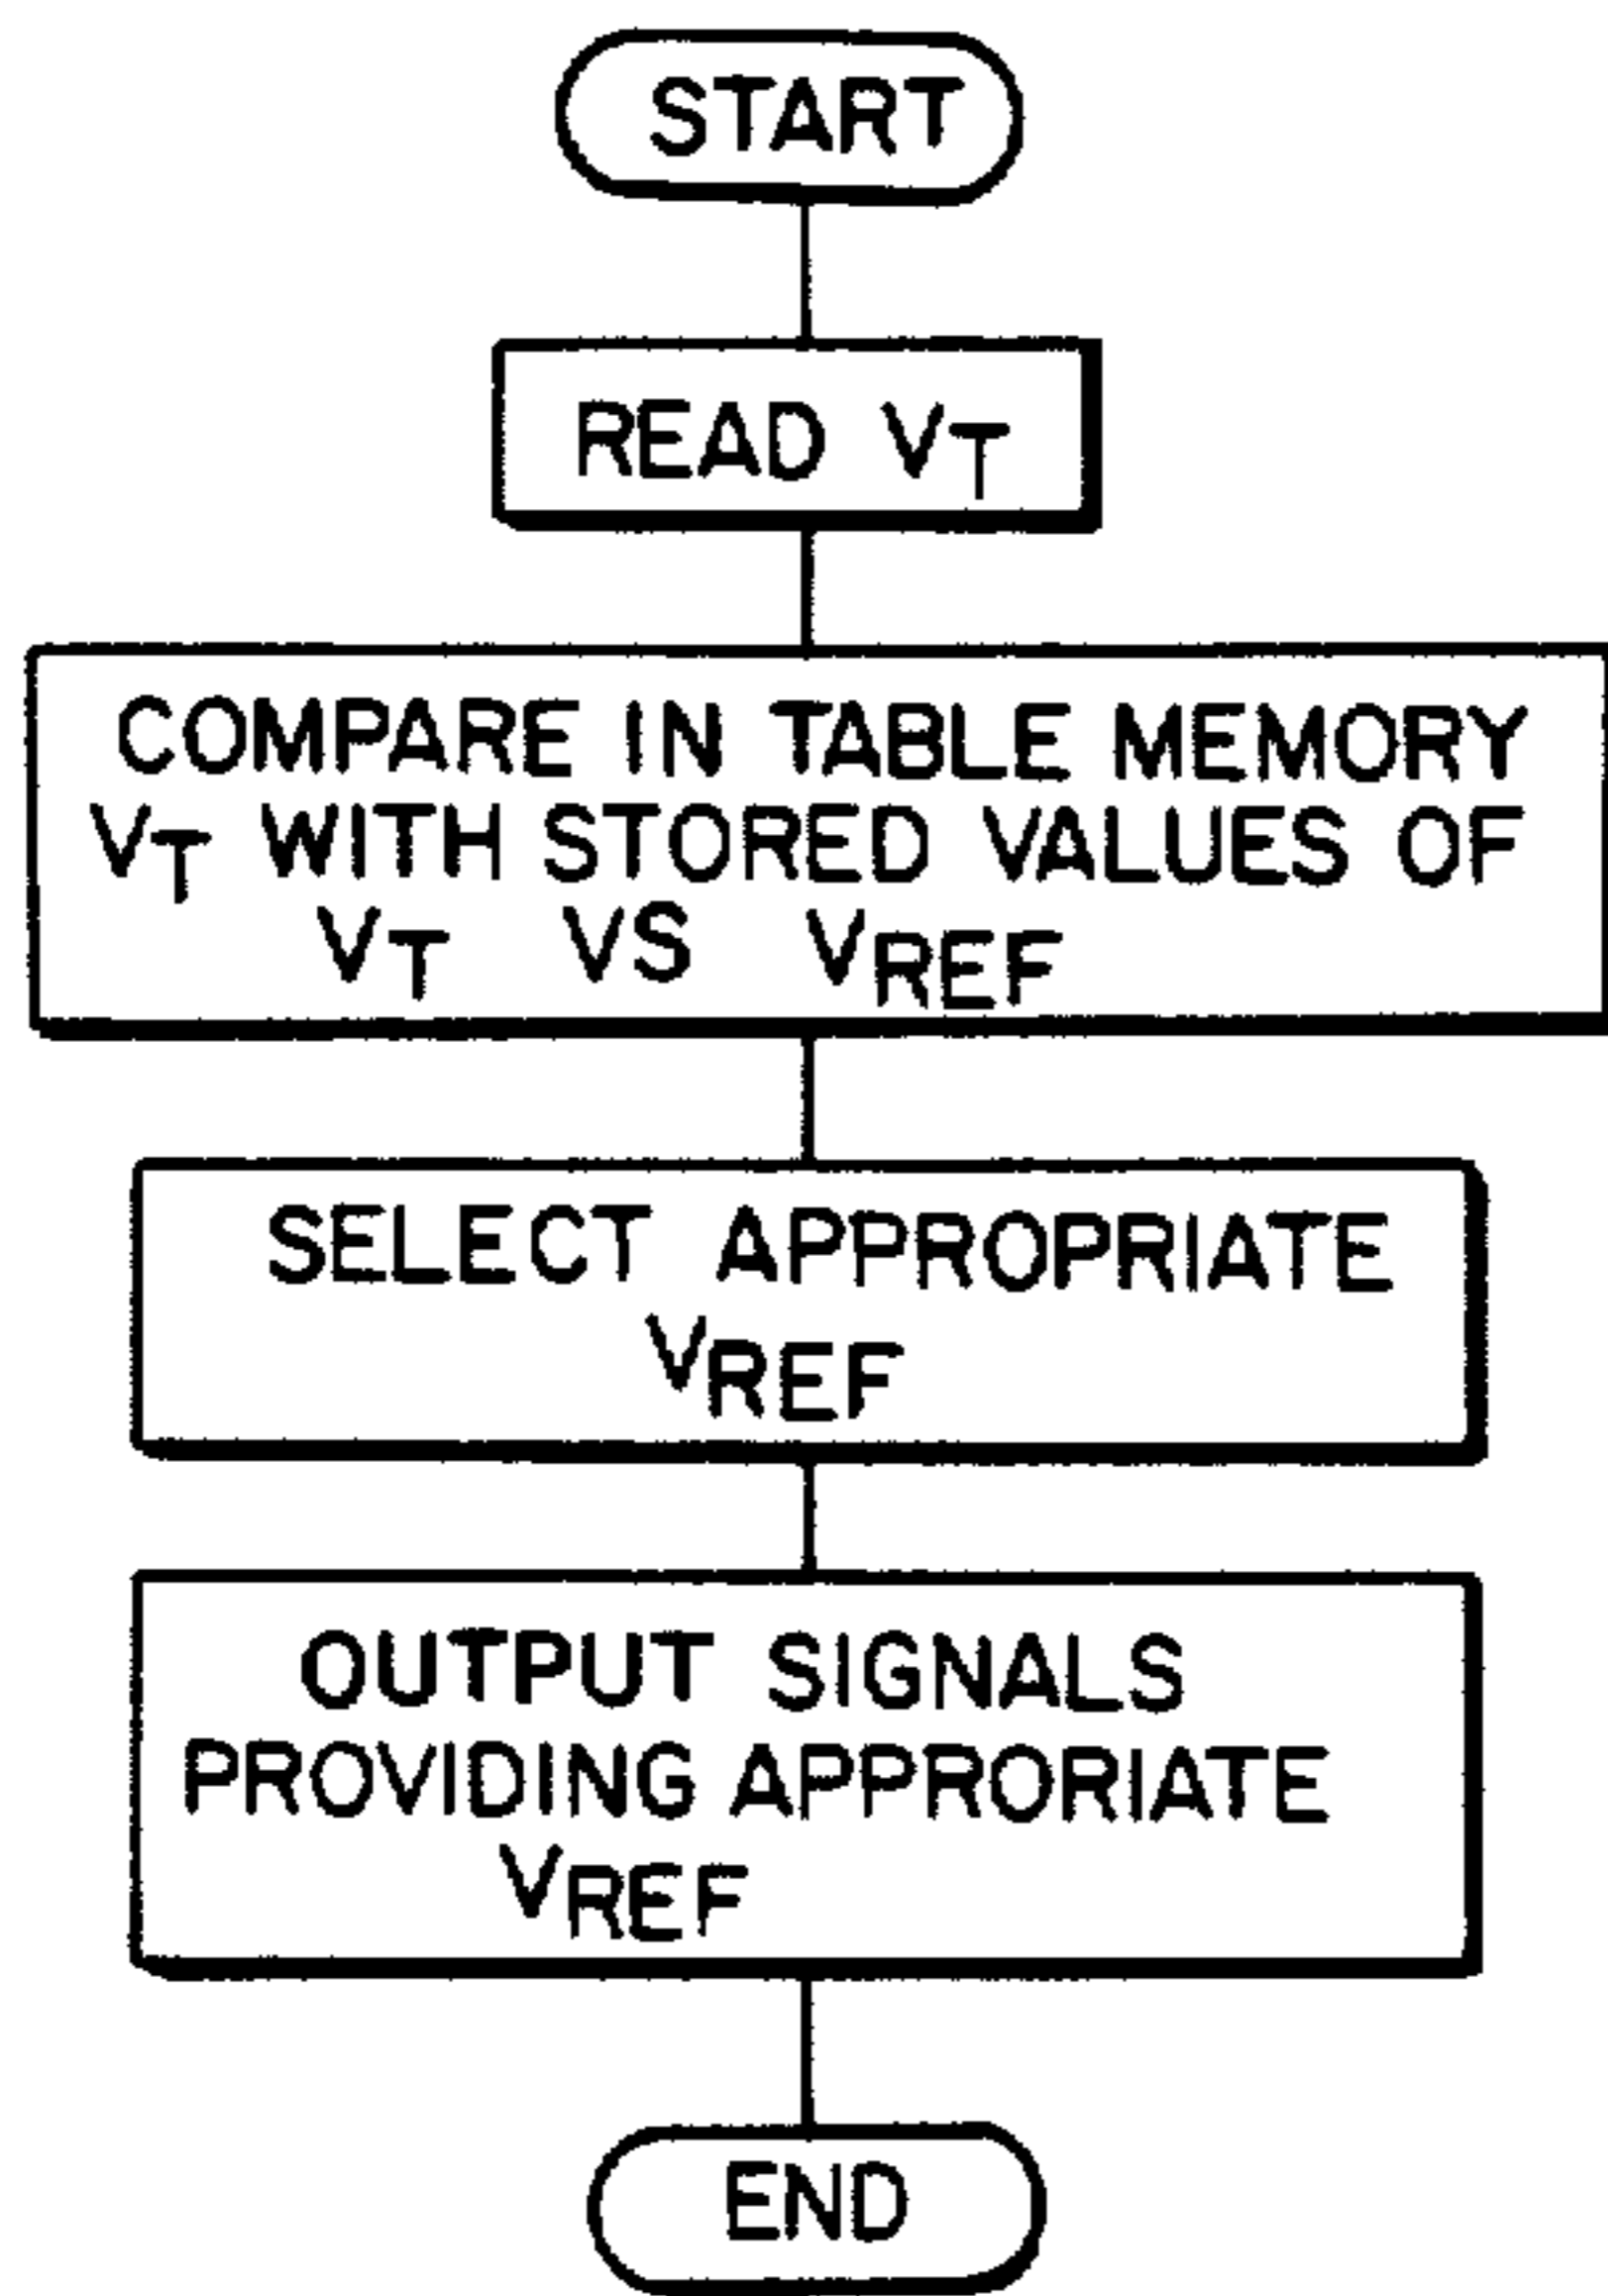 START
READ VT
COMPARE IN TABLE MEMORY
VT WITH STORED VALUES OF
VT VS VREF
SELECT APPROPRIATE
VREF
OUTPUT SIGNALS
PROVIDING APPRORIATE
VREF
END